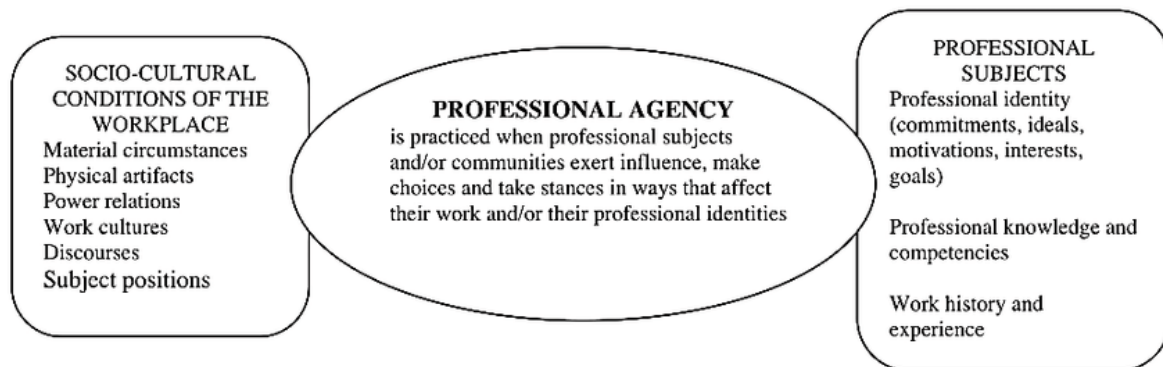 SOCIO-CULTURAL
CONDITIONS OF THE
WORKPLACE
Material circumstances
Physical artifacts
Power relations
Work cultures
Discourses
Subject positions
PROFESSIONAL AGENCY
is practiced when professional subjects
and/or communities exert influence, make
choices and take stances in ways that affect
their work and/or their professional identities
PROFESSIONAL
SUBJECTS
Professional identity
(commitments, ideals,
motivations, interests,
goals)
Professional knowledge and
competencies
Work history and
experience